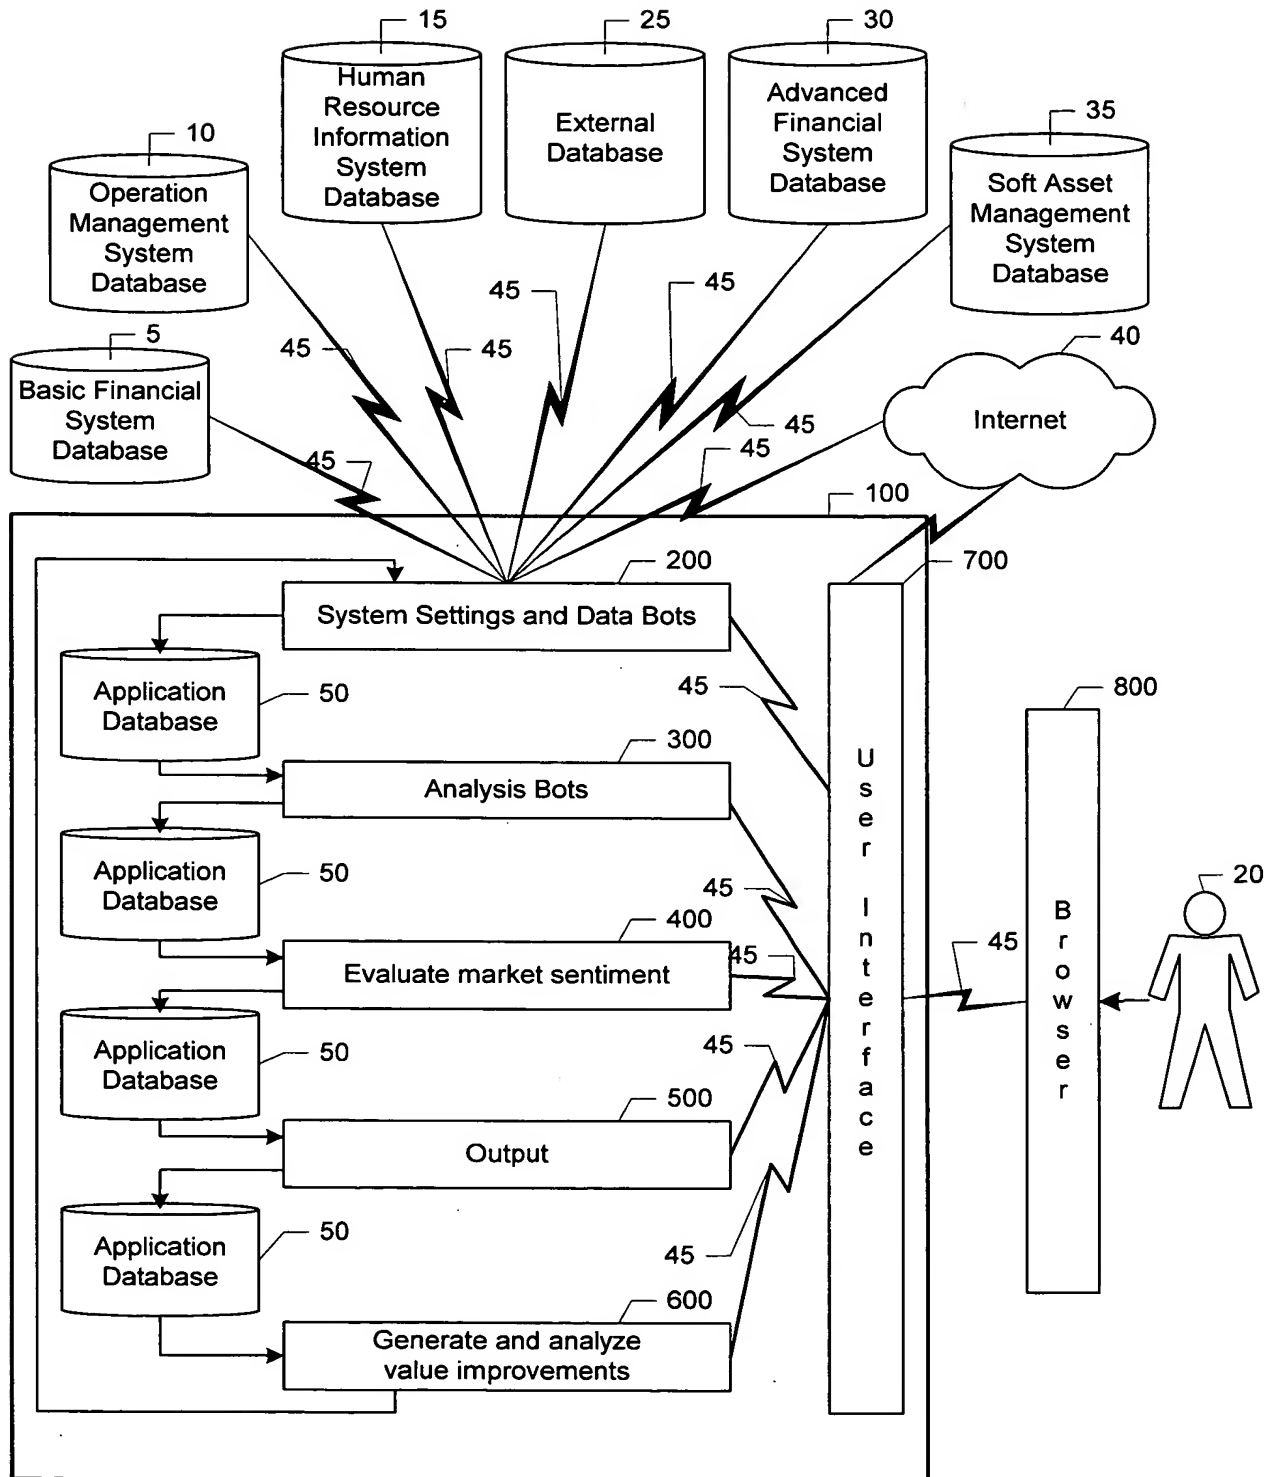 15
25
30
Human
Resource
Information
System
Database
External
Database
Advanced
Financial
System
Database
10
35
Operation
Management
System
Database
Soft Asset
Management
System
Database
45
45
5
45
45
40
Basic Financial
System
Database
Internet
45
45
45
100
200
700
System Settings and Data Bots
Application
Database
50
45
800
300
Analysis Bots
User Interface
Application
Database
50
45
20
400
Browser
Evaluate market sentiment
45
45
Application
Database
50
45
500
Output
Application
Database
50
45
600
Generate and analyze
value improvements